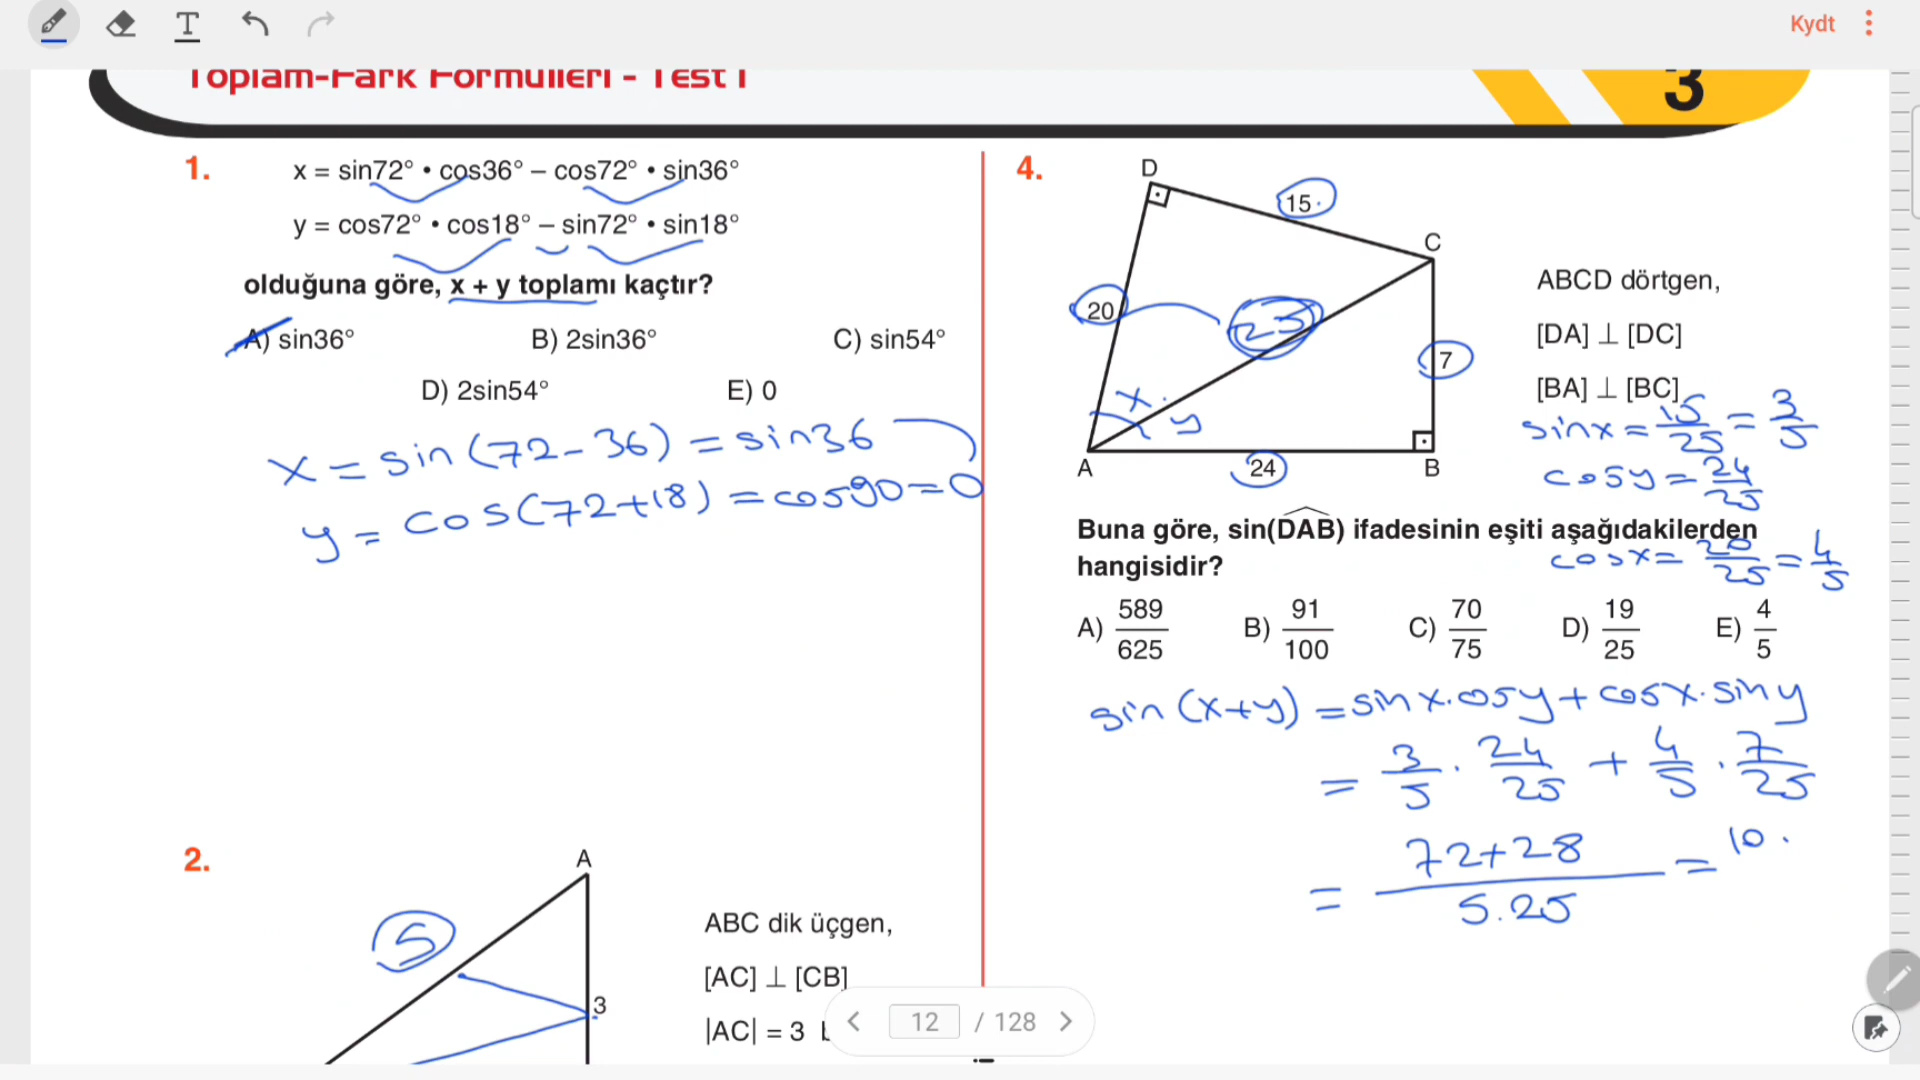 Kydt
Toplam-Fark Formülleri - Test 1
3
1.
x = sin72° • cos36° – cos72° • sin36°
y = cos72° • cos18° – sin72° • sin18°
olduğuna göre, x + y toplamı kaçtır?
A) sin36° B) 2sin36° C) sin54°
D) 2sin54° E) 0
x = sin(72-36) = sin36
y = cos(72+18) = cos90 = 0
2.
A
5
3
ABC dik üçgen,
[AC] ⊥ [CB]
|AC| = 3
4.
D
15
C
20
25
7
x
y
A
24
B
ABCD dörtgen,
[DA] ⊥ [DC]
[BA] ⊥ [BC]
sinx = 15/25 = 3/5
cosy = 24/25
Buna göre, sin(DAB) ifadesinin eşiti aşağıdakilerden
hangisidir?
cosx = 20/25 = 4/5
A) 589/625 B) 91/100 C) 70/75 D) 19/25 E) 4/5
sin(x+y) = sinx.cosy + cosx.siny
= 3/5 . 24/25 + 4/5 . 7/25
= 72+28/5.25 = 10.
12 / 128